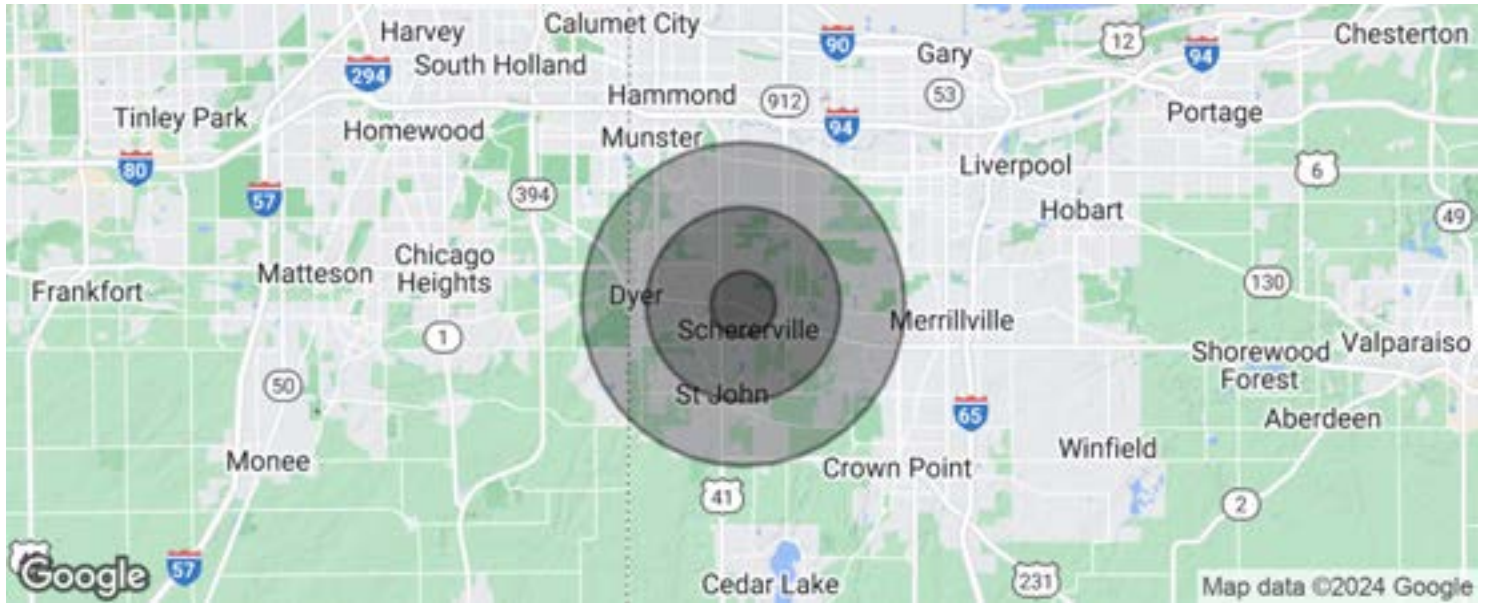 Harvey
Calumet City
90
Gary
12
94
Chesterton
294
South Holland
Tinley Park
Hammond
912
53
Portage
Homewood
Munster
94
80
57
394
Liverpool
6
Hobart
49
Frankfort
Matteson
Chicago
Heights
Dyer
130
1
Schererville
Merrillville
Shorewood
Forest
Valparaiso
50
St John
65
Aberdeen
Monee
41
Crown Point
Winfield
2
Google
57
Cedar Lake
231
Map data ©2024 Google